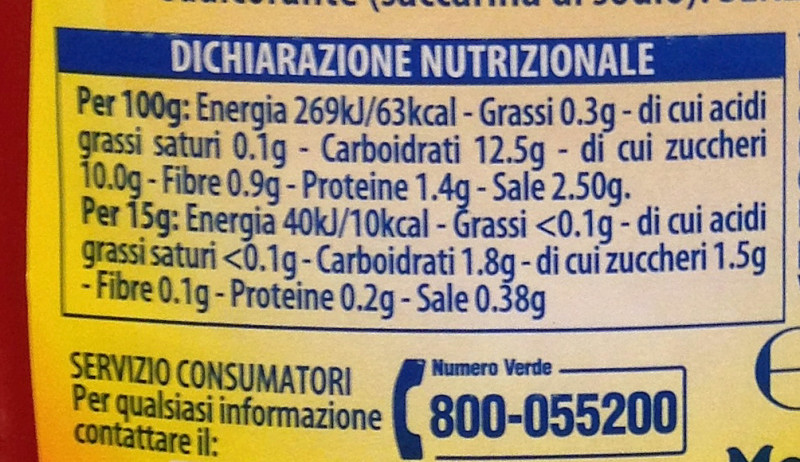 (saccarina di sodio).
DICHIARAZIONE NUTRIZIONALE
Per 100g: Energia 269kJ/63kcal - Grassi 0.3g - di cui acidi
grassi saturi 0.1g - Carboidrati 12.5g - di cui zuccheri
10.0g - Fibre 0.9g - Proteine 1.4g - Sale 2.50g.
Per 15g: Energia 40kJ/10kcal - Grassi <0.1g - di cui acidi
grassi saturi <0.1g - Carboidrati 1.8g - di cui zuccheri 1.5g
- Fibre 0.1g - Proteine 0.2g - Sale 0.38g
SERVIZIO CONSUMATORI
Per qualsiasi informazione
contattare il:
Numero Verde
800-055200